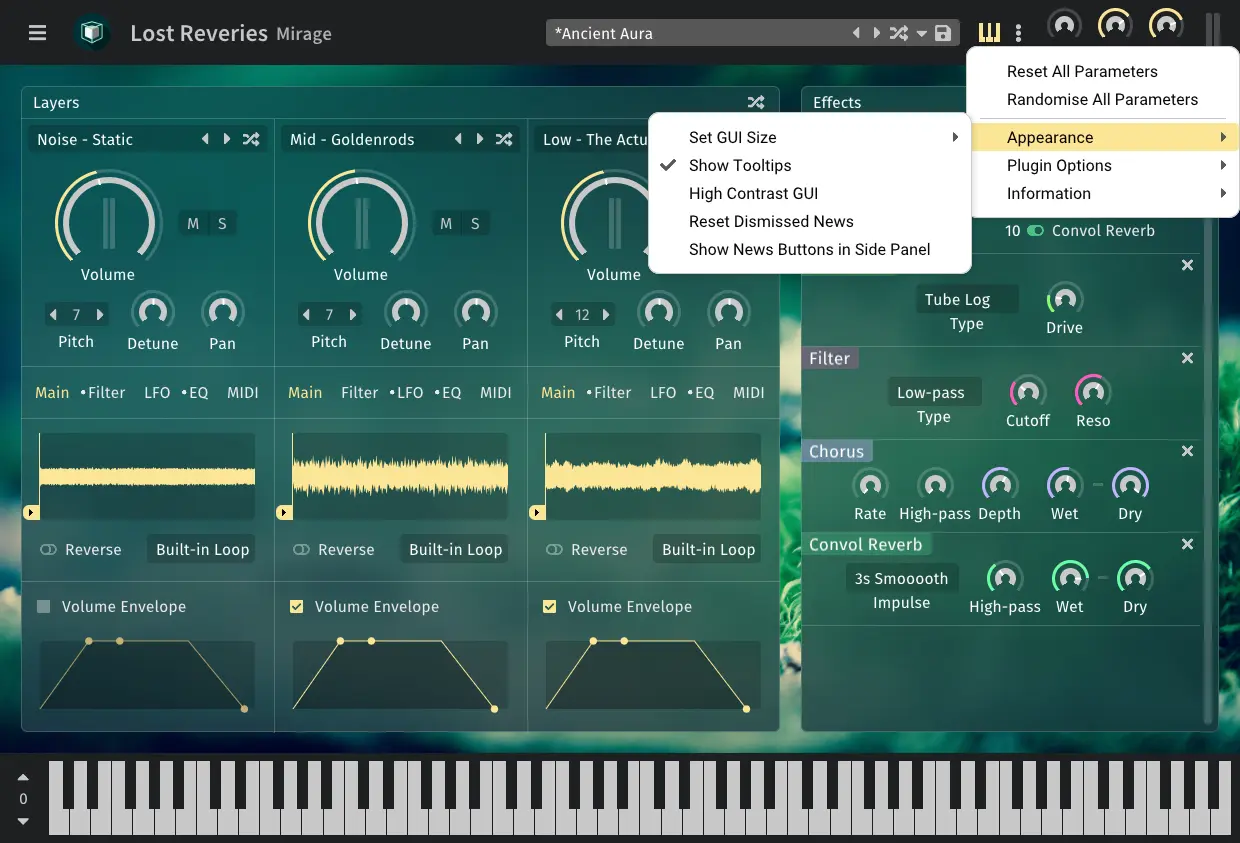 Lost Reveries Mirage
*Ancient Aura
Reset All Parameters
Randomise All Parameters
Appearance
Plugin Options
Information
Set GUI Size
Show Tooltips
High Contrast GUI
Reset Dismissed News
Show News Buttons in Side Panel
Layers
Noise - Static
M S
Volume
7
Pitch
Detune
Pan
Main •Filter LFO •EQ MIDI
Reverse
Built-in Loop
Volume Envelope
Mid - Goldenrods
M S
Volume
7
Pitch
Detune
Pan
Main Filter •LFO •EQ MIDI
Reverse
Built-in Loop
Volume Envelope
Low - The Actu
Volume
12
Pitch
Detune
Pan
Main •Filter LFO •EQ MIDI
Reverse
Built-in Loop
Volume Envelope
Effects
10 Convol Reverb
Tube Log
Type
Drive
Filter
Low-pass
Type
Cutoff
Reso
Chorus
Rate
High-pass
Depth
Wet
Dry
Convol Reverb
3s Smooooth
Impulse
High-pass
Wet
Dry
0